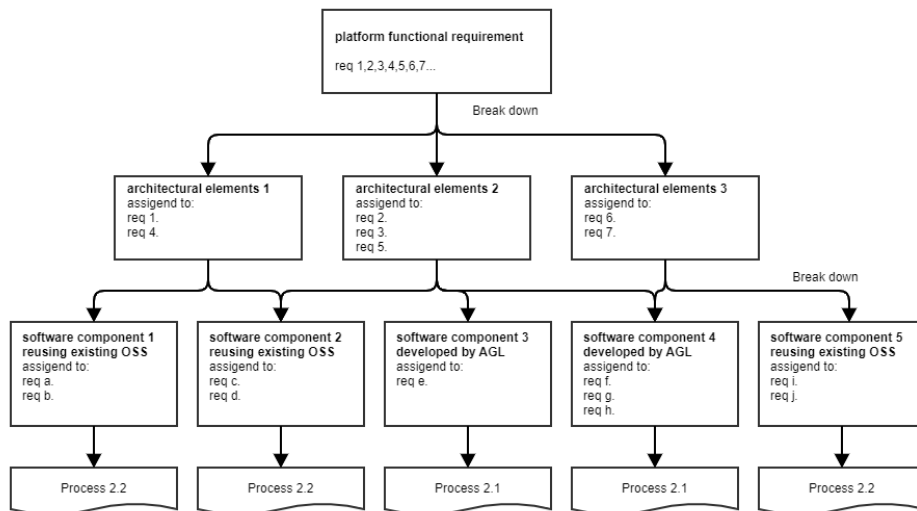 platform functional requirement
req 1,2,3,4,5,6,7...
Break down
architectural elements 1
assigend to:
req 1.
req 4.
architectural elements 2
assigend to:
req 2.
req 3.
req 5.
architectural elements 3
assigend to:
req 6.
req 7.
Break down
software component 1
reusing existing OSS
assigend to:
req a.
req b.
software component 2
reusing existing OSS
assigend to:
req c.
req d.
software component 3
developed by AGL
assigend to:
req e.
software component 4
developed by AGL
assigend to:
req f.
req g.
req h.
software component 5
reusing existing OSS
assigend to:
req i.
req j.
Process 2.2
Process 2.2
Process 2.1
Process 2.1
Process 2.2